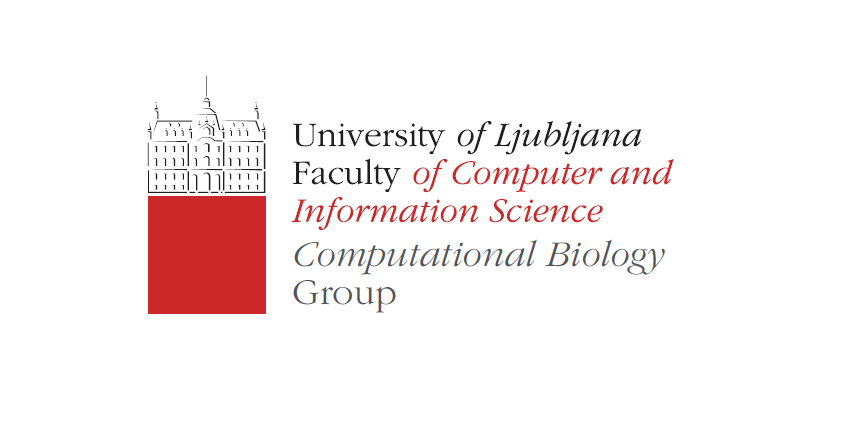 University of Ljubljana
Faculty of Computer and
Information Science
Computational Biology
Group